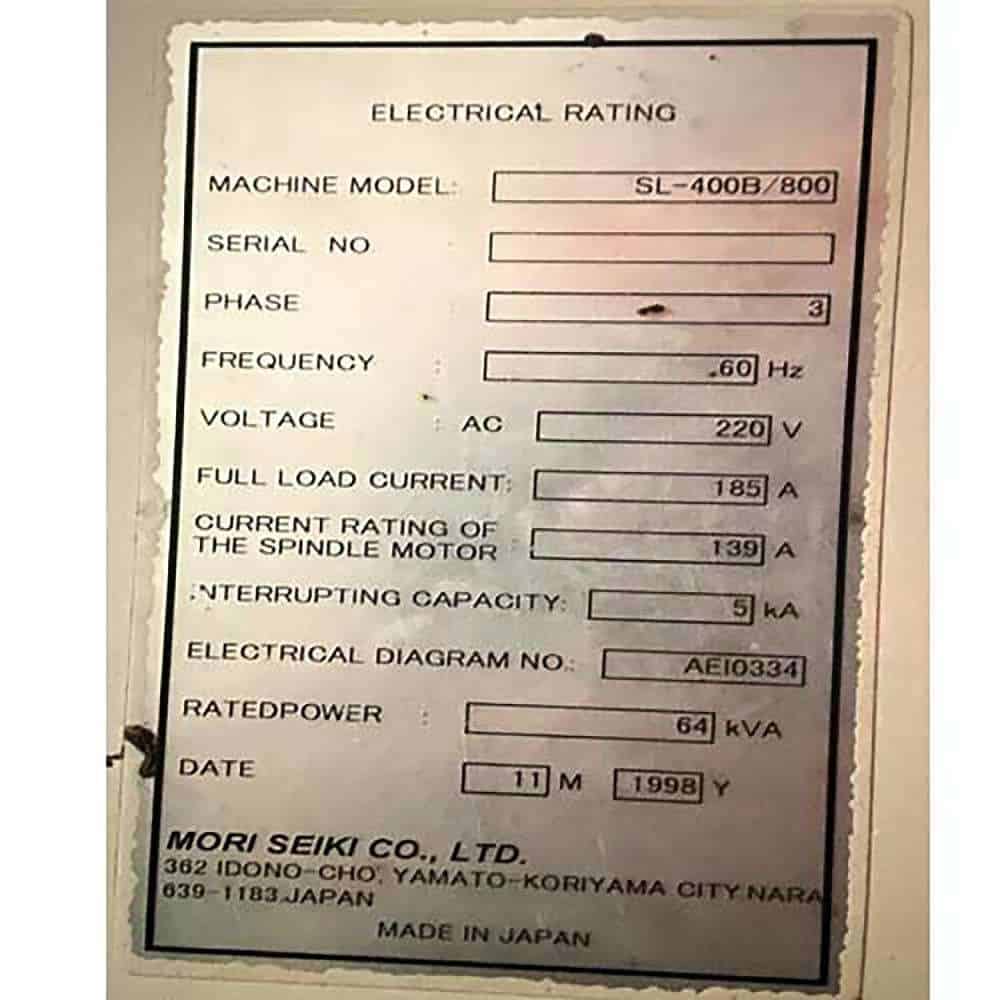 ELECTRICAL RATING
MACHINE MODEL: SL-400B/800
SERIAL NO
PHASE : 3
FREQUENCY : 60 Hz
VOLTAGE : AC 220 V
FULL LOAD CURRENT: 185 A
CURRENT RATING OF
THE SPINDLE MOTOR : 139 A
INTERRUPTING CAPACITY: 5 kA
ELECTRICAL DIAGRAM NO.: AEI0334
RATEDPOWER : 64 kVA
DATE 11 M 1998 Y
MORI SEIKI CO., LTD.
362 IDONO-CHO, YAMATO-KORIYAMA CITY NARA
639-1183 JAPAN
MADE IN JAPAN